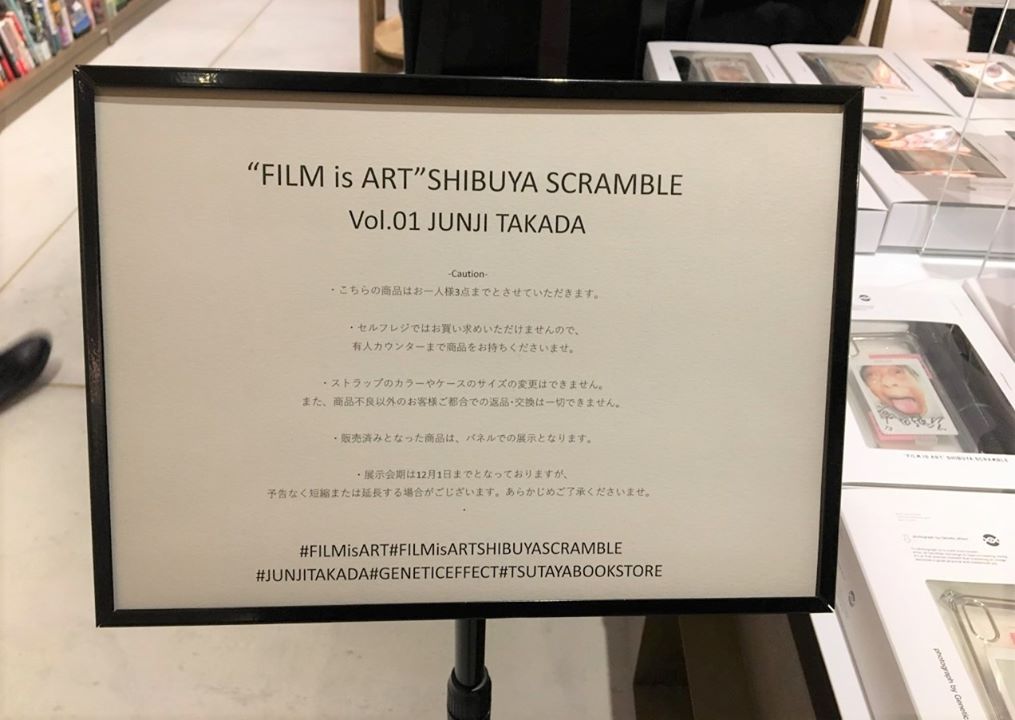 “FILM is ART”SHIBUYA SCRAMBLE
Vol.01 JUNJI TAKADA
-Caution-
・こちらの商品はお一人様3点までとさせていただきます。
・セルフレジではお買い求めいただけませんので、
有人カウンターまで商品をお持ちくださいませ。
・ストラップのカラーやケースのサイズの変更はできません。
また、商品不良以外のお客様ご都合での返品・交換は一切できません。
・販売済みとなった商品は、パネルでの展示となります。
・展示会期は12月1日までとなっておりますが、
予告なく短縮または延長する場合がございます。あらかじめご了承くださいませ。
・
#FILMisART#FILMisARTSHIBUYASCRAMBLE
#JUNJITAKADA#GENETICEFFECT#TSUTAYABOOKSTORE
"FILM IS ART" SHIBUYA SCRAMBLE
photograph by Genetic